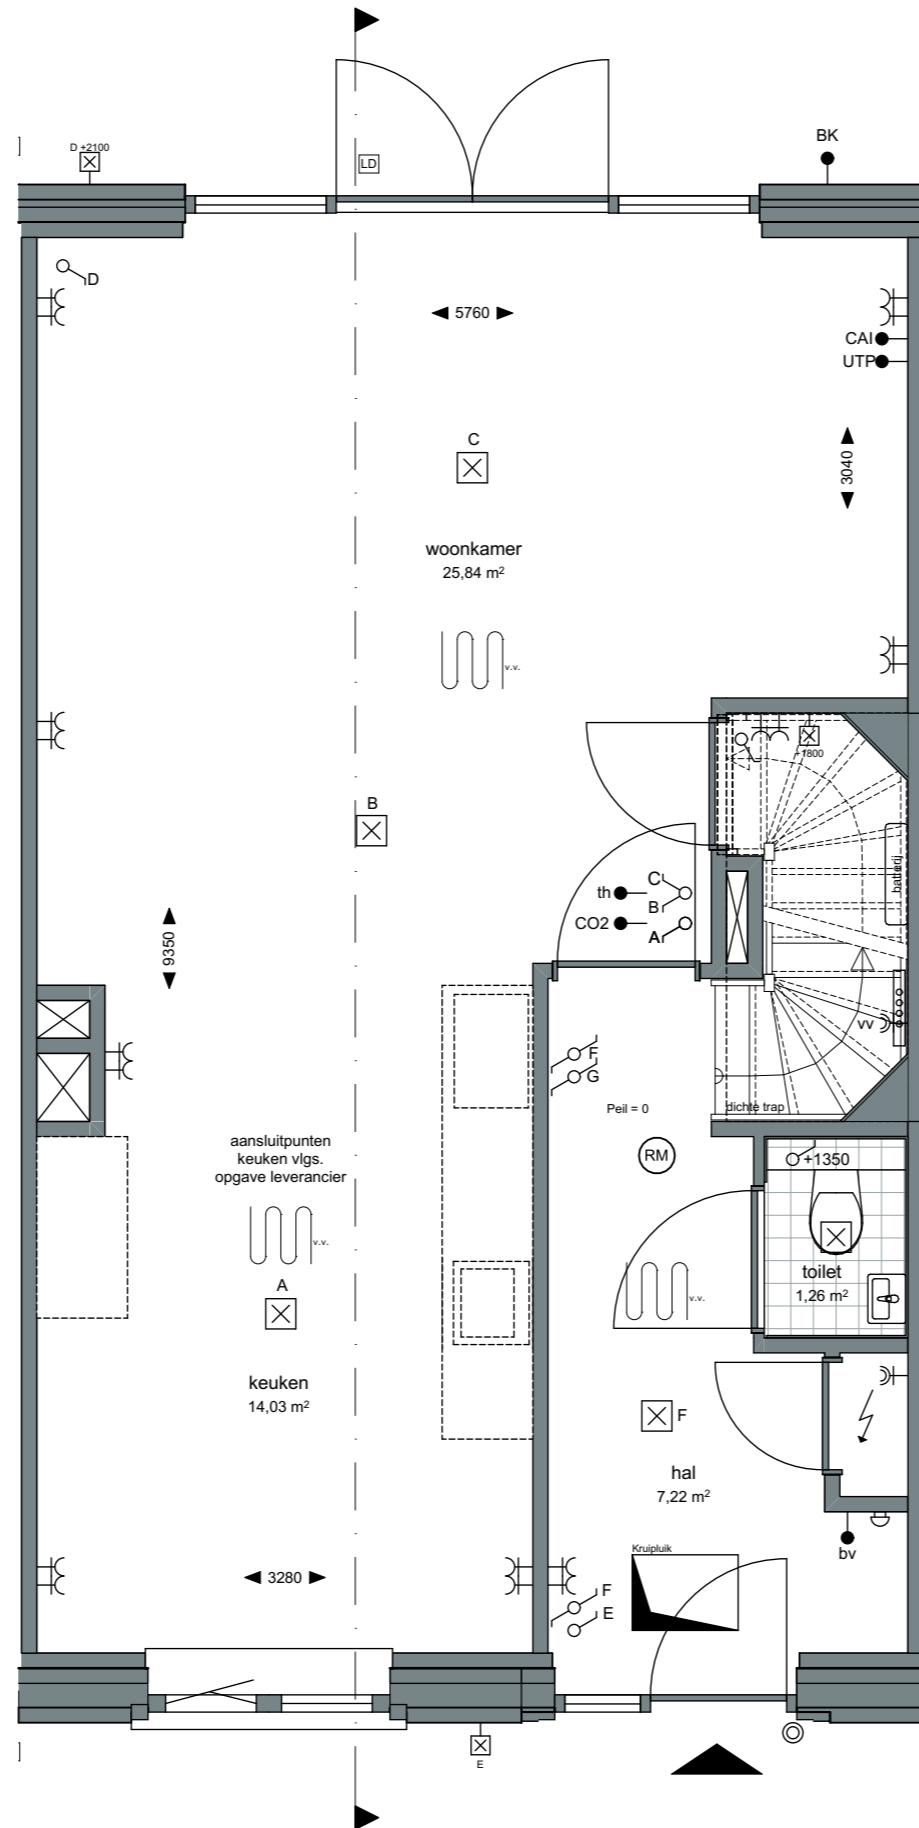 D +2100
LD
BK
D
5760
CAI
UTP
C
3040
woonkamer
25,84 m²
v.v.
+1800
B
batterij
th
C
B
CO2
A
9350
vv
F
G
Peil = 0
dichte trap
aansluitpunten
keuken vlgs.
opgave leverancier
RM
+1350
v.v.
v.v.
toilet
1,26 m²
A
keuken
14,03 m²
F
hal
7,22 m²
bv
Kruipluik
3280
F
E
E